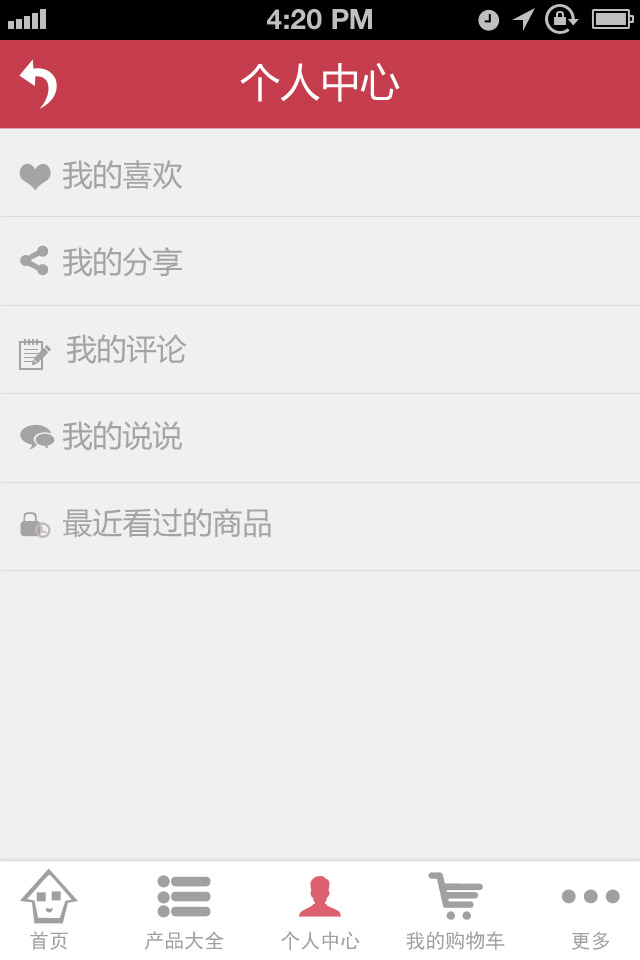 4:20 PM
个人中心
我的喜欢
我的分享
我的评论
我的说说
最近看过的商品
首页 产品大全 个人中心 我的购物车 更多